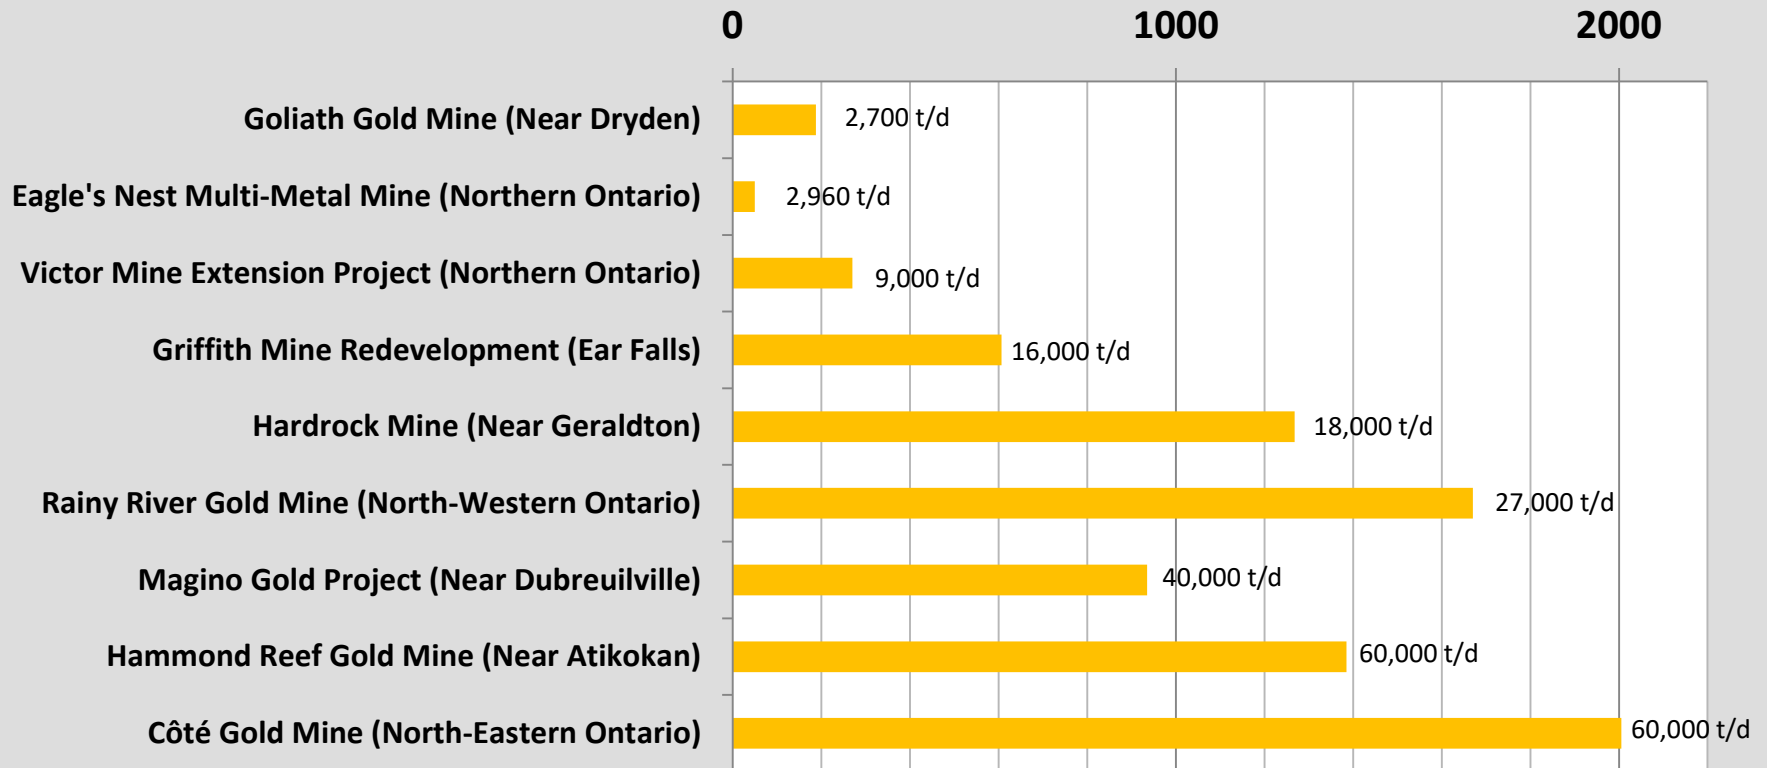 0 1000 2000
Goliath Gold Mine (Near Dryden) 2,700 t/d
Eagle's Nest Multi-Metal Mine (Northern Ontario) 2,960 t/d
Victor Mine Extension Project (Northern Ontario) 9,000 t/d
Griffith Mine Redevelopment (Ear Falls) 16,000 t/d
Hardrock Mine (Near Geraldton) 18,000 t/d
Rainy River Gold Mine (North-Western Ontario) 27,000 t/d
Magino Gold Project (Near Dubreuilville) 40,000 t/d
Hammond Reef Gold Mine (Near Atikokan) 60,000 t/d
Côté Gold Mine (North-Eastern Ontario) 60,000 t/d